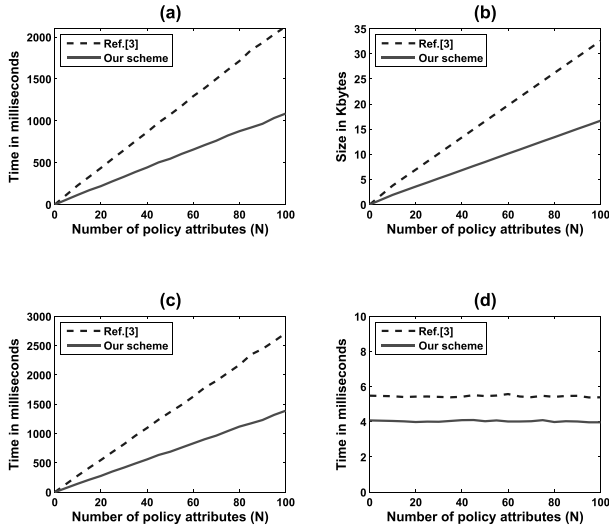 (a)
Time in milliseconds
2000
1500
1000
500
0
Ref.[3]
Our scheme
0 20 40 60 80 100
Number of policy attributes (N)
(b)
Size in Kbytes
35
30
25
20
15
10
5
0
Ref.[3]
Our scheme
0 20 40 60 80 100
Number of policy attributes (N)
(c)
Time in milliseconds
3000
2500
2000
1500
1000
500
0
Ref.[3]
Our scheme
0 20 40 60 80 100
Number of policy attributes (N)
(d)
Time in milliseconds
10
8
6
4
2
0
Ref.[3]
Our scheme
0 20 40 60 80 100
Number of policy attributes (N)